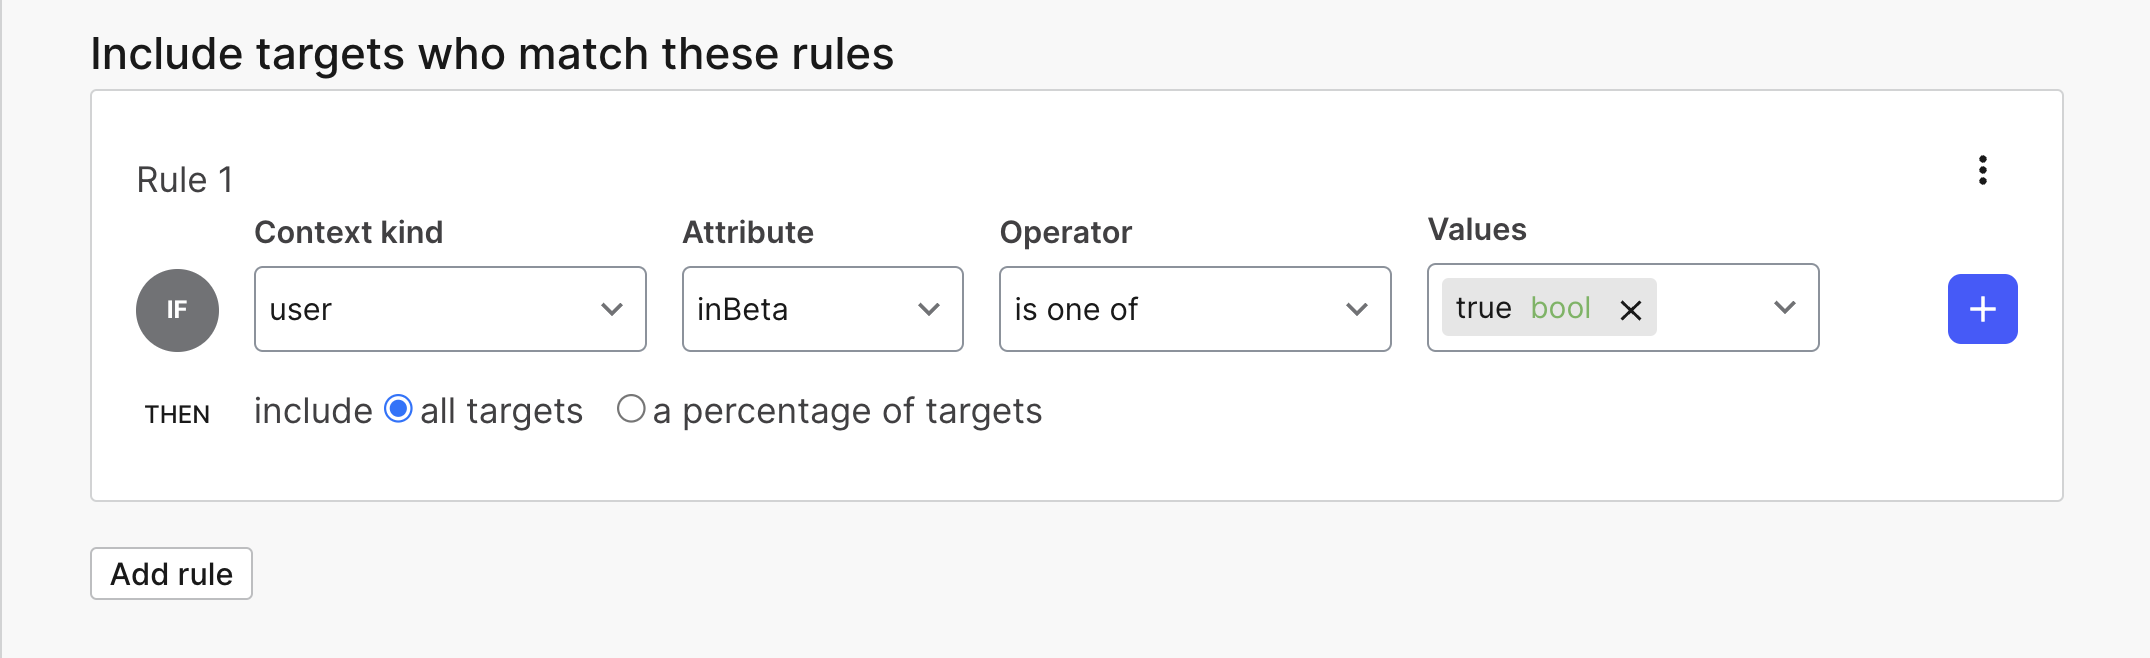 Include targets who match these rules
Rule 1
Context kind Attribute Operator Values
IF user inBeta is one of true bool
THEN include all targets a percentage of targets
Add rule